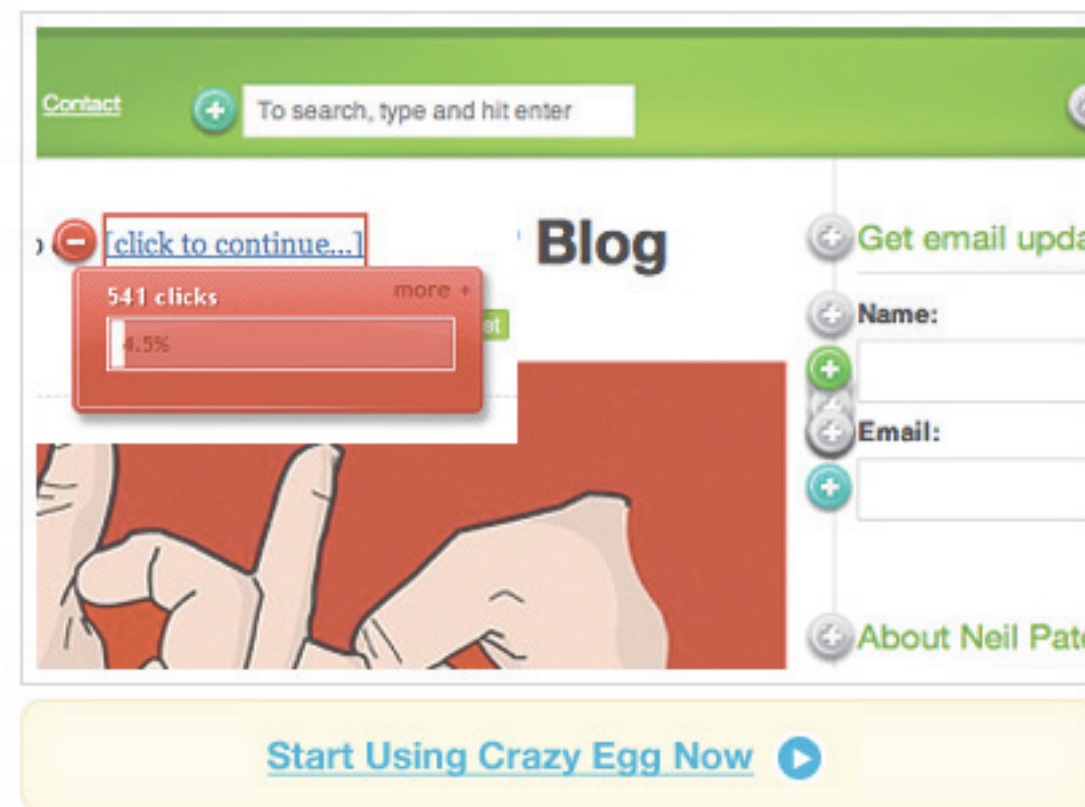 Contact
To search, type and hit enter
[click to continue...]
Blog
541 clicks
more +
4.5%
Get email upda
Name:
Email:
About Neil Pate
Start Using Crazy Egg Now